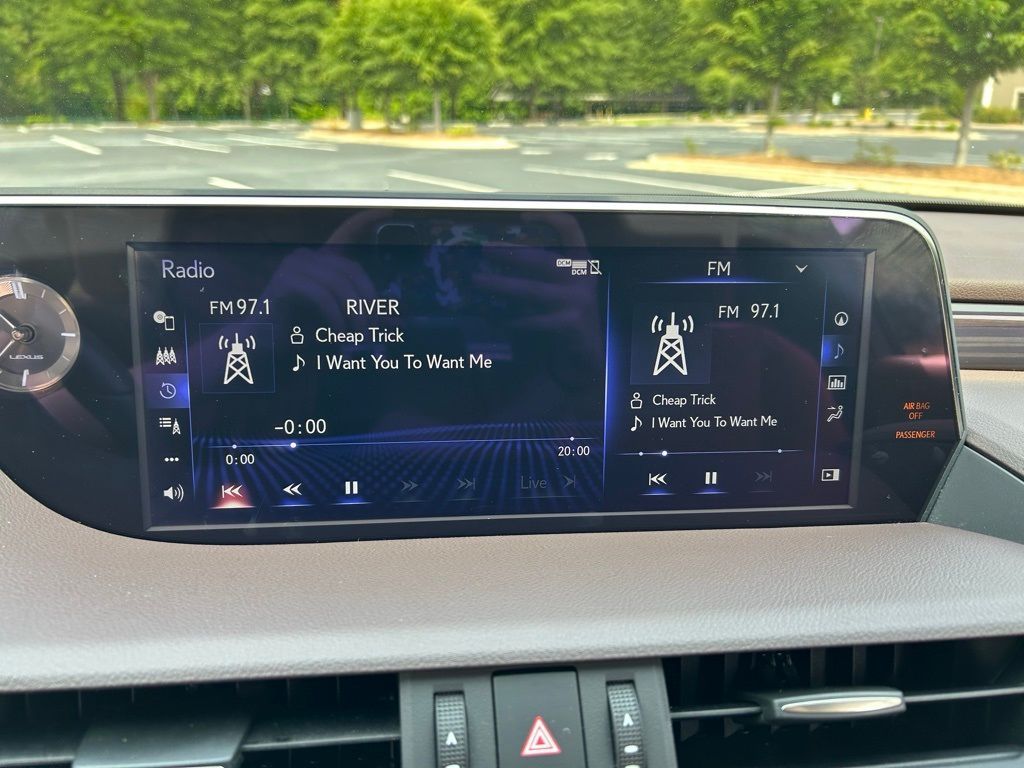 Radio
DCM
DCM
FM
FM 97.1
RIVER
Cheap Trick
I Want You To Want Me
-0:00
0:00
20:00
Live
FM 97.1
Cheap Trick
I Want You To Want Me
LEXUS
AIR BAG
OFF
PASSENGER